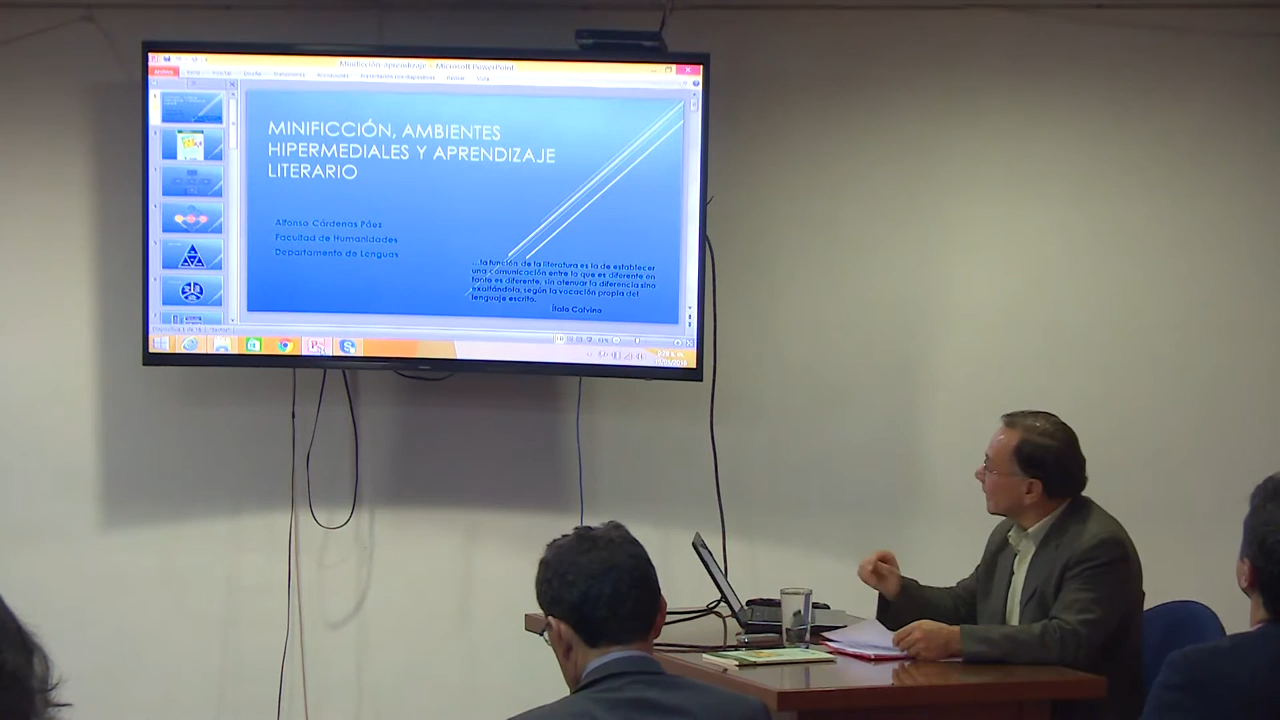 Minificción-Aprendizaje - Microsoft PowerPoint
Archivo
Vista
MINIFICCIÓN, AMBIENTES
HIPERMEDIALES Y APRENDIZAJE
LITERARIO
Alfonso Cárdenas Páez
Facultad de Humanidades
Departamento de Lenguas
...la función de la literatura es la de establecer
una comunicación entre lo que es diferente en
tanto es diferente, sin atenuar la diferencia sino
exaltándola, según la vocación propia del
lenguaje escrito.
Ítalo Calvino